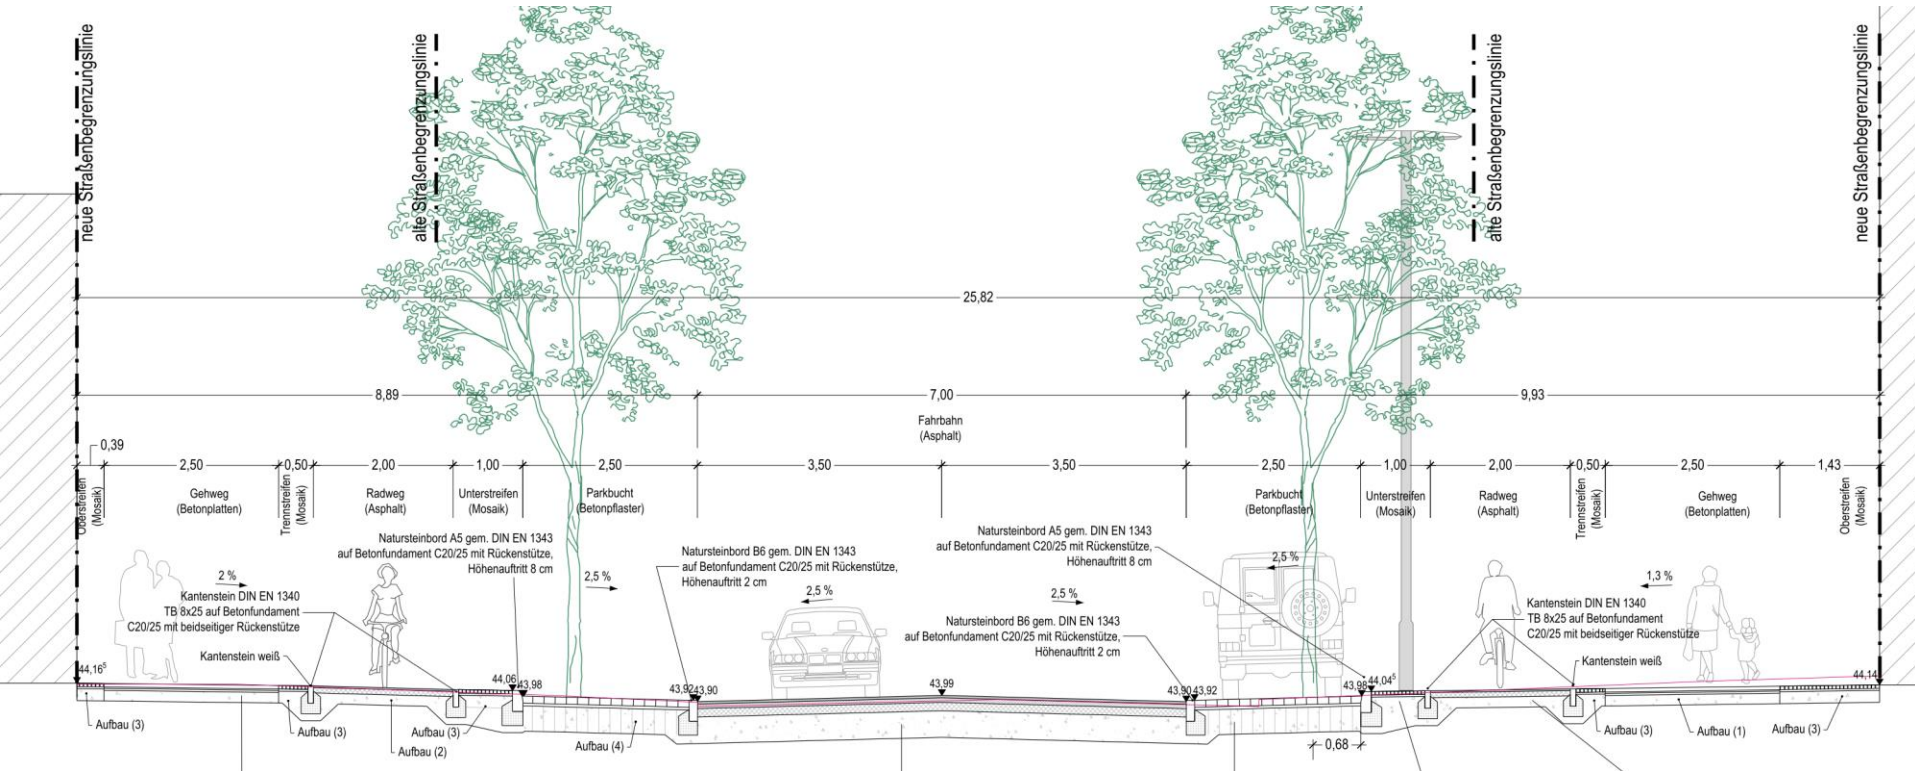 neue Straßenbegrenzungslinie
alte Straßenbegrenzungslinie
alte Straßenbegrenzungslinie
neue Straßenbegrenzungslinie
25,82
8,89
7,00
9,93
Fahrbahn
(Asphalt)
0,39
2,50
0,50
2,00
1,00
2,50
3,50
3,50
2,50
1,00
2,00
0,50
2,50
1,43
Oberstreifen
(Mosaik)
Gehweg
(Betonplatten)
Trennstreifen
(Mosaik)
Radweg
(Asphalt)
Unterstreifen
(Mosaik)
Parkbucht
(Betonpflaster)
Parkbucht
(Betonpflaster)
Unterstreifen
(Mosaik)
Radweg
(Asphalt)
Trennstreifen
(Mosaik)
Gehweg
(Betonplatten)
Oberstreifen
(Mosaik)
Natursteinbord A5 gem. DIN EN 1343
auf Betonfundament C20/25 mit Rückenstütze,
Höhenauftritt 8 cm
Natursteinbord B6 gem. DIN EN 1343
auf Betonfundament C20/25 mit Rückenstütze,
Höhenauftritt 2 cm
Natursteinbord A5 gem. DIN EN 1343
auf Betonfundament C20/25 mit Rückenstütze,
Höhenauftritt 8 cm
2 %
2,5 %
2,5 %
2,5 %
2,5 %
1,3 %
Kantenstein DIN EN 1340
TB 8x25 auf Betonfundament
C20/25 mit beidseitiger Rückenstütze
Kantenstein weiß
Natursteinbord B6 gem. DIN EN 1343
auf Betonfundament C20/25 mit Rückenstütze,
Höhenauftritt 2 cm
Kantenstein DIN EN 1340
TB 8x25 auf Betonfundament
C20/25 mit beidseitiger Rückenstütze
Kantenstein weiß
44,16⁵
44,06
43,98
43,92
43,90
43,99
43,90
43,92
43,98
44,04⁵
44,14
Aufbau (3)
Aufbau (3)
Aufbau (2)
Aufbau (3)
Aufbau (4)
0,68
Aufbau (3)
Aufbau (1)
Aufbau (3)